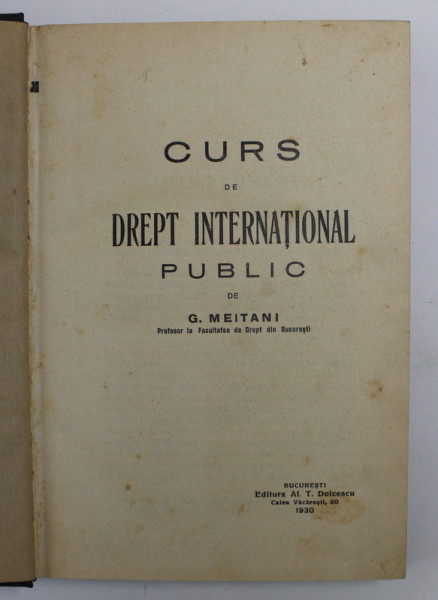 CURS
DE
DREPT INTERNAȚIONAL
PUBLIC
DE
G. MEITANI
Profesor la Facultatea de Drept din București
BUCUREȘTI
Editura Al. T. Doicescu
Calea Văcărești, 60
1930